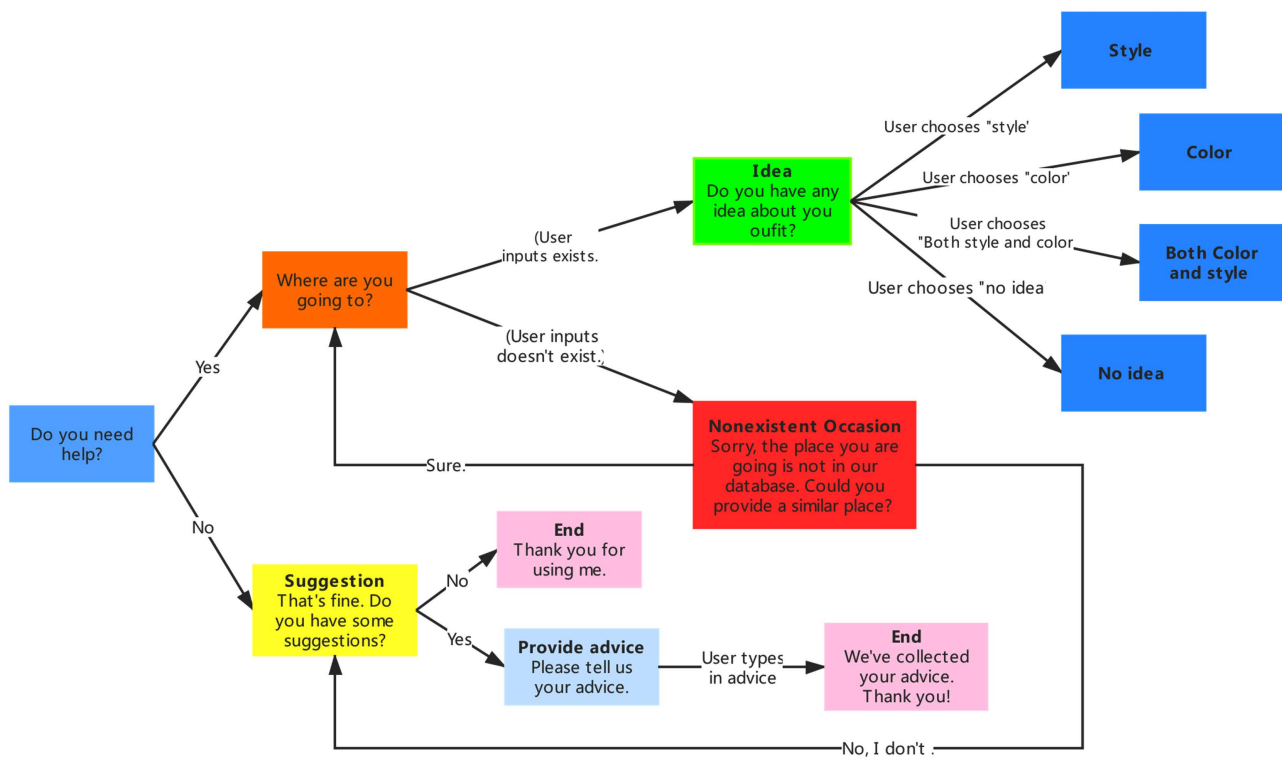 Style
User chooses "style'
Color
Idea
Do you have any
idea about you
oufit?
User chooses "color'
User chooses
"Both style and color
Both Color
and style
(User
inputs exists.
Where are you
going to?
User chooses "no idea
(User inputs
doesn't exist.)
Yes
No idea
Do you need
help?
Nonexistent Occasion
Sorry, the place you are
going is not in our
database. Could you
provide a similar place?
Sure.
No
End
Thank you for
using me.
Suggestion
That's fine. Do
you have some
suggestions?
No
Yes
Provide advice
Please tell us
your advice.
User types
in advice
End
We've collected
your advice.
Thank you!
No, I don't .